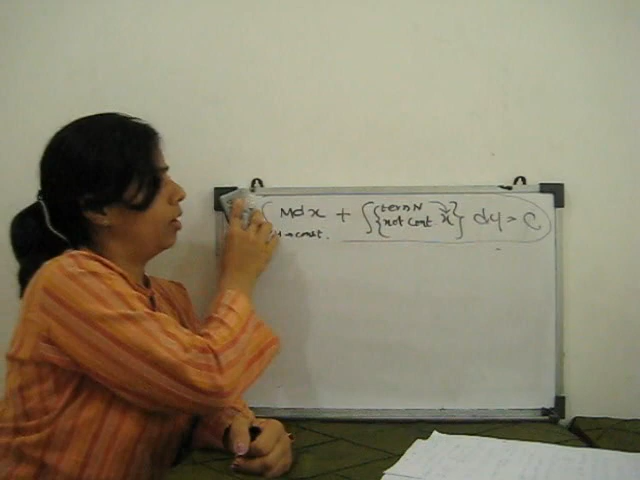 ∫ Mdx + ∫ {term N → x} dy = C
y→const. {not cont.